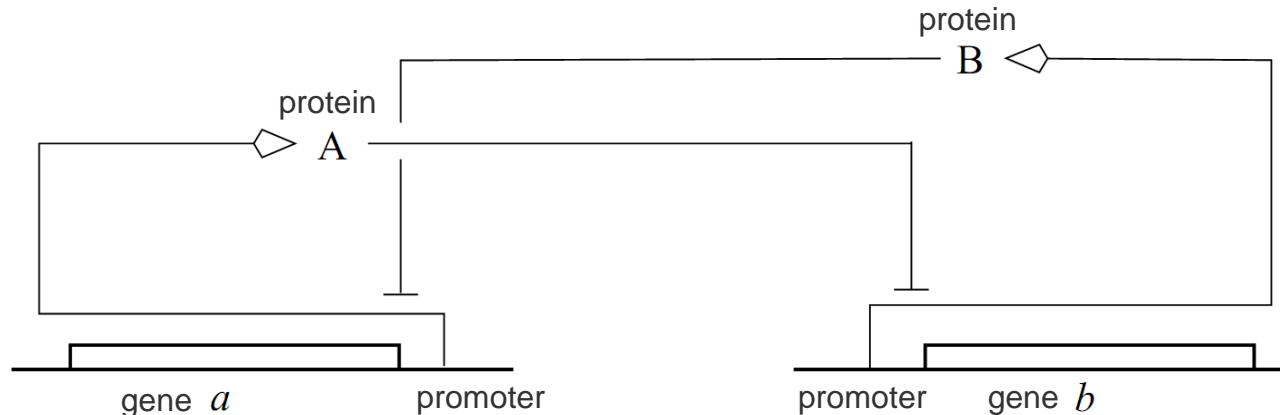 protein
B
protein
A
gene a
promoter
promoter
gene b